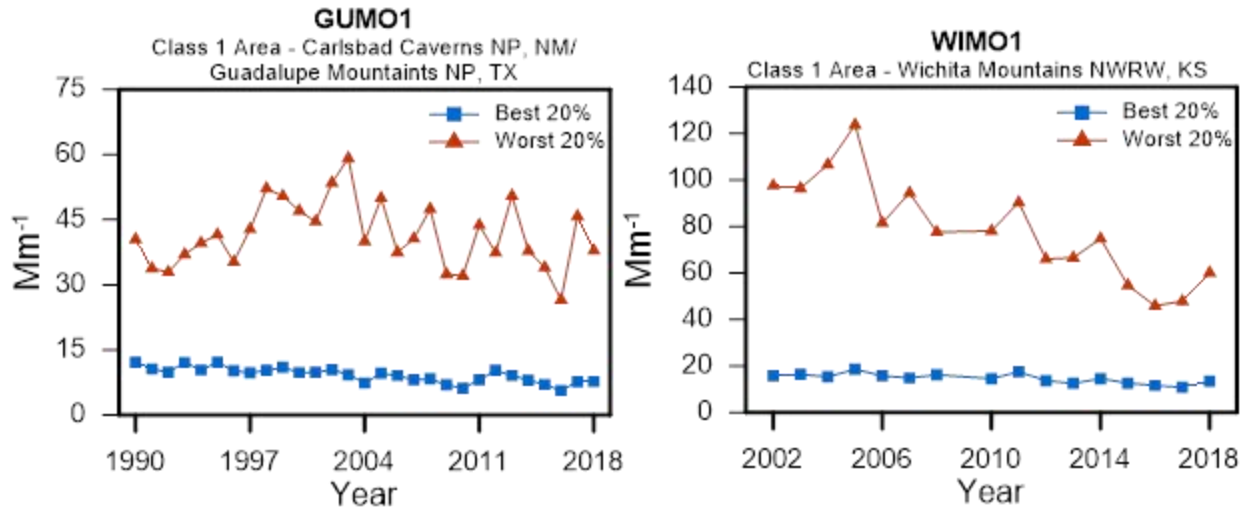 GUMO1
Class 1 Area - Carlsbad Caverns NP, NM/
Guadalupe Mountaints NP, TX
75
60
45
30
15
0
Mm-1
Best 20%
Worst 20%
1990
1997
2004
2011
2018
Year
WIMO1
Class 1 Area - Wichita Mountains NWRW, KS
140
120
100
80
60
40
20
0
Mm-1
Best 20%
Worst 20%
2002
2006
2010
2014
2018
Year